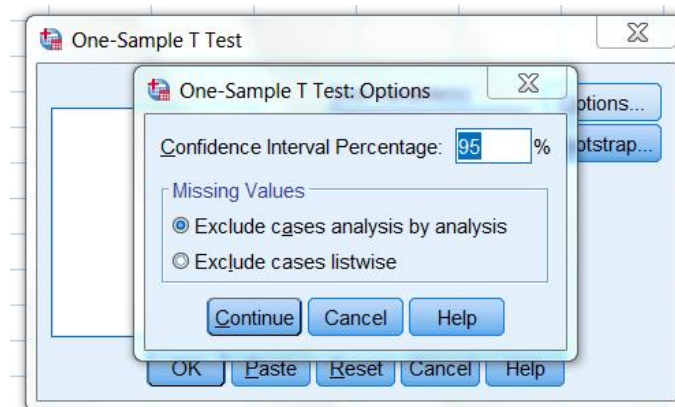 One-Sample T Test
One-Sample T Test: Options
ptions...
Confidence Interval Percentage: 95 %
otstrap...
Missing Values
Exclude cases analysis by analysis
Exclude cases listwise
Continue Cancel Help
OK Paste Reset Cancel Help